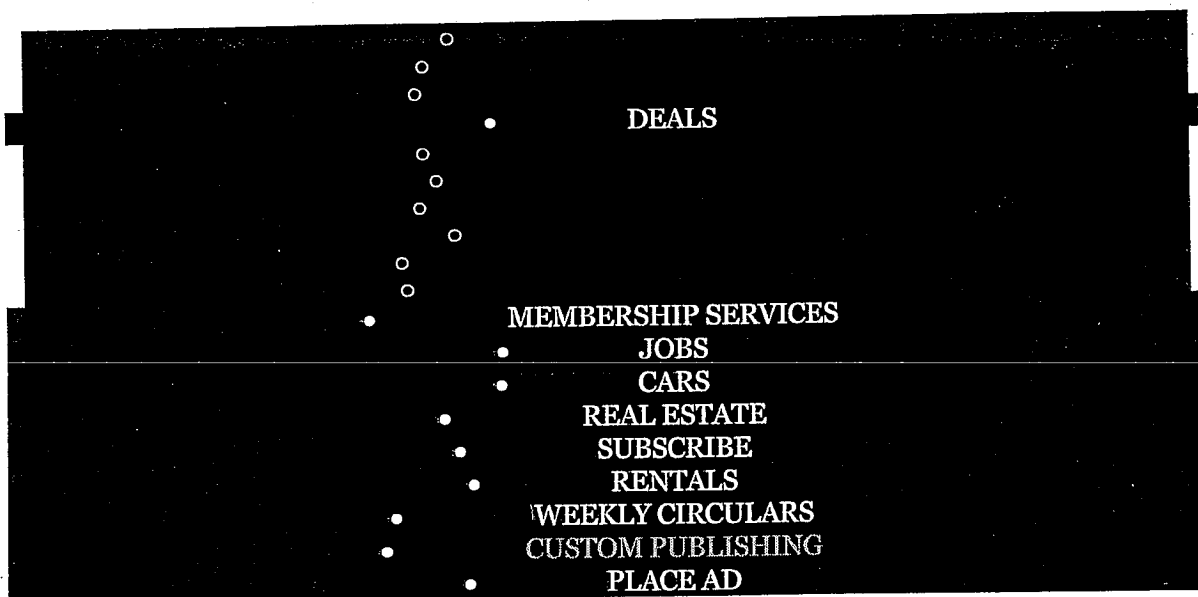 DEALS
MEMBERSHIP SERVICES
JOBS
CARS
REAL ESTATE
SUBSCRIBE
RENTALS
WEEKLY CIRCULARS
CUSTOM PUBLISHING
PLACE AD